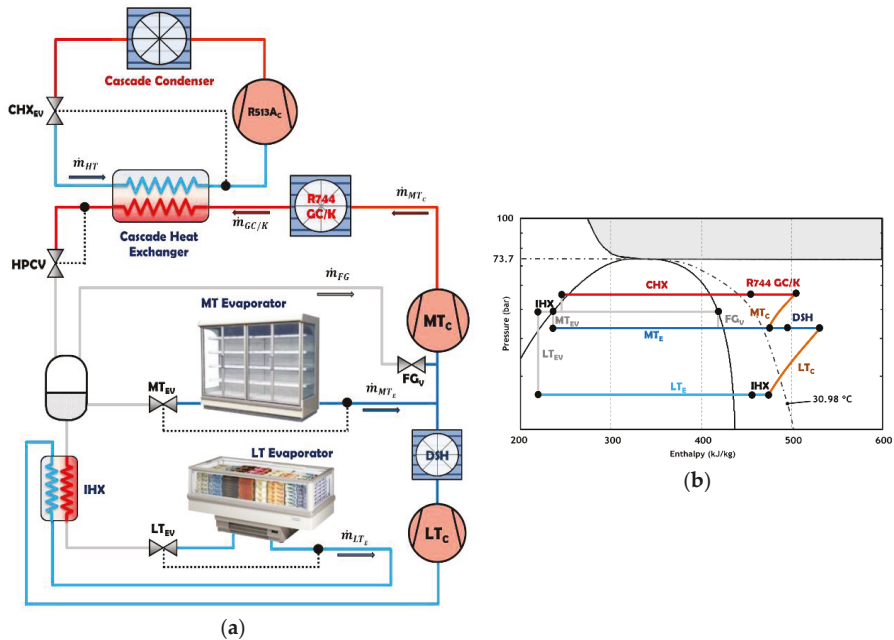 Cascade Condenser
CHX_EV
R513A_C
ṁ_HT
R744
GC/K
ṁ_MT_C
ṁ_GC/K
Cascade Heat
Exchanger
HPCV
ṁ_FG
MT Evaporator
MT_C
FG_V
MT_EV
ṁ_MT_E
DSH
LT Evaporator
IHX
LT_C
LT_EV
ṁ_LT_E
(a)
100
73.7
Pressure (bar)
CHX
R744 GC/K
IHX
MT_EV
FG_V
MT_C
DSH
MT_E
LT_EV
LT_C
LT_E
IHX
30.98 °C
200
300
400
500
600
Enthalpy (kJ/kg)
(b)